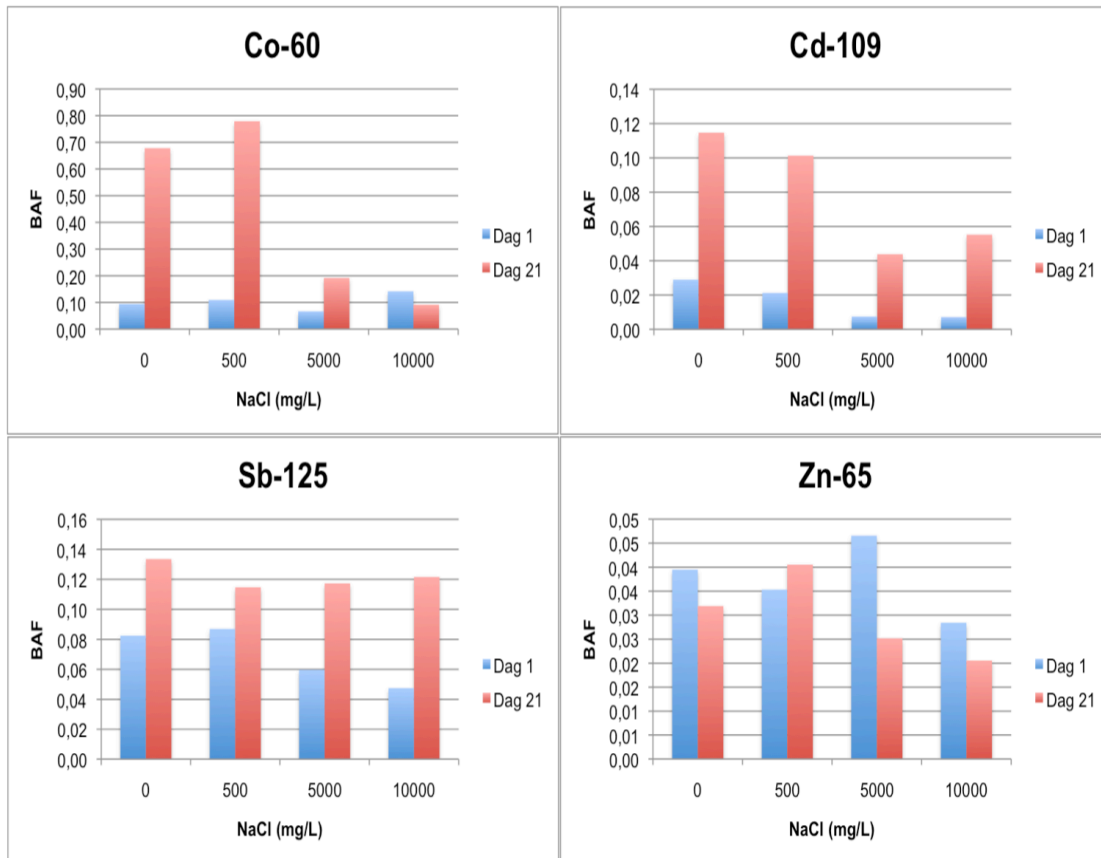 Co-60
0,90
0,80
0,70
0,60
0,50
0,40
0,30
0,20
0,10
0,00
BAF
0 500 5000 10000
NaCl (mg/L)
Dag 1
Dag 21
Cd-109
0,14
0,12
0,10
0,08
0,06
0,04
0,02
0,00
BAF
0 500 5000 10000
NaCl (mg/L)
Dag 1
Dag 21
Sb-125
0,16
0,14
0,12
0,10
0,08
0,06
0,04
0,02
0,00
BAF
0 500 5000 10000
NaCl (mg/L)
Dag 1
Dag 21
Zn-65
0,05
0,05
0,04
0,04
0,03
0,03
0,02
0,02
0,01
0,01
0,00
BAF
0 500 5000 10000
NaCl (mg/L)
Dag 1
Dag 21